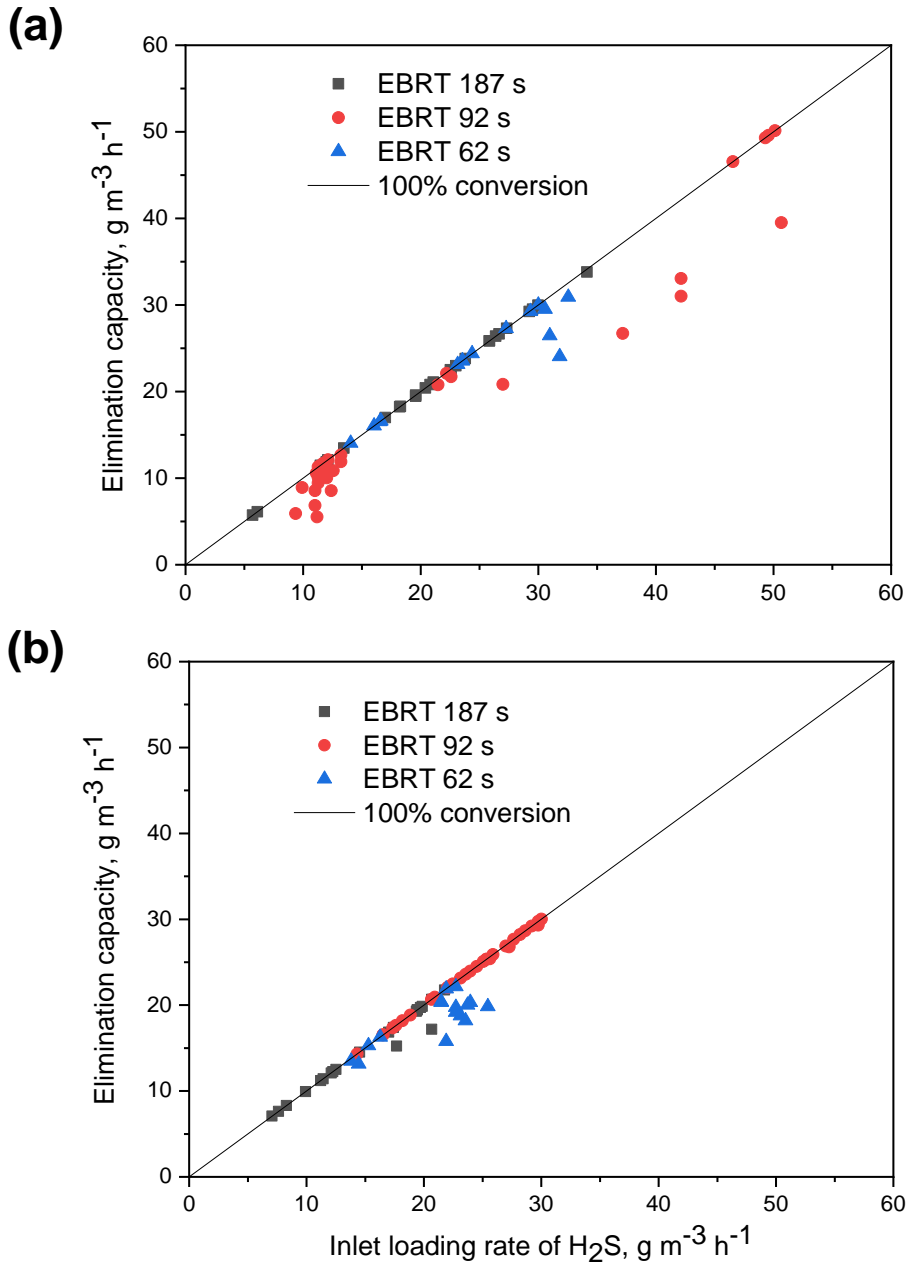 (a)
60
50
40
30
20
10
0
Elimination capacity, g m⁻³ h⁻¹
EBRT 187 s
EBRT 92 s
EBRT 62 s
100% conversion
0 10 20 30 40 50 60
(b)
60
50
40
30
20
10
0
Elimination capacity, g m⁻³ h⁻¹
EBRT 187 s
EBRT 92 s
EBRT 62 s
100% conversion
0 10 20 30 40 50 60
Inlet loading rate of H₂S, g m⁻³ h⁻¹